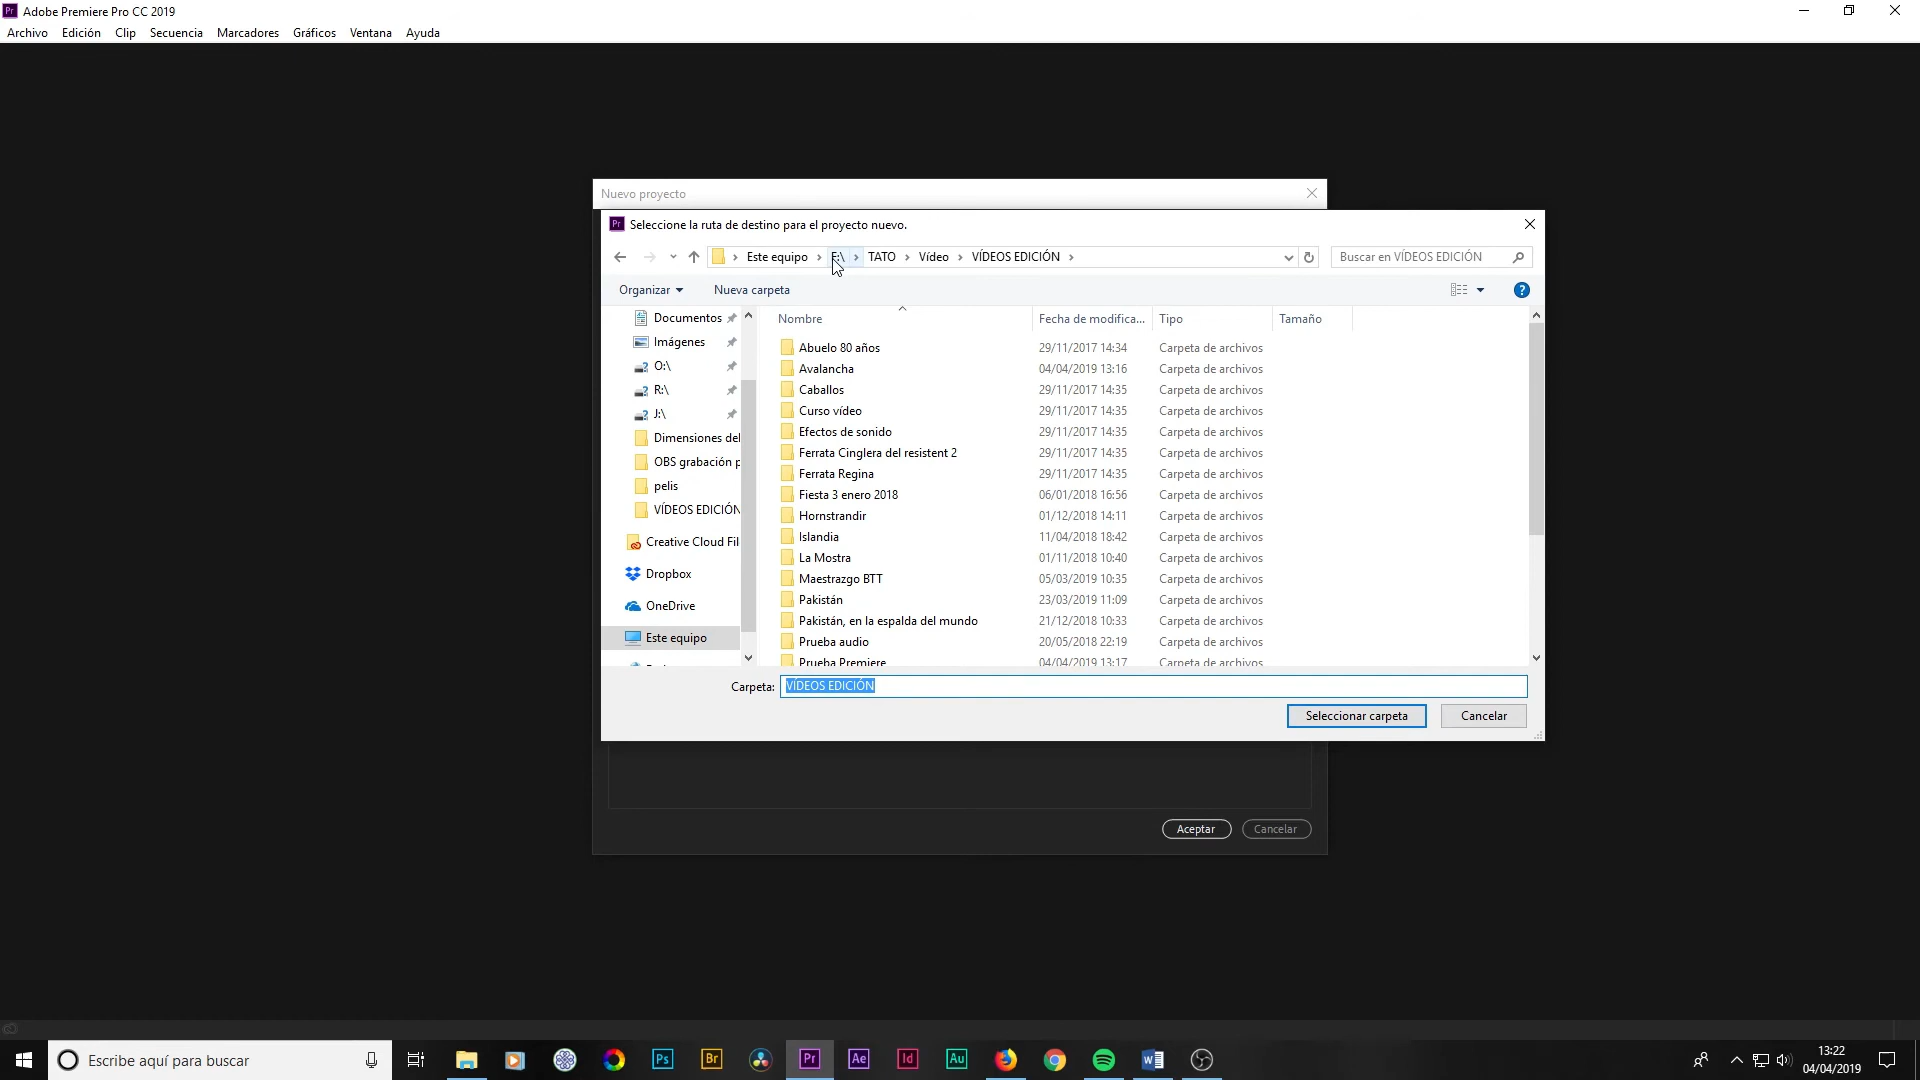 Pr Adobe Premiere Pro CC 2019
Archivo Edición Clip Secuencia Marcadores Gráficos Ventana Ayuda
Nuevo proyecto
Pr Seleccione la ruta de destino para el proyecto nuevo.
Este equipo TATO Vídeo VÍDEOS EDICIÓN
Buscar en VÍDEOS EDICIÓN
Organizar Nueva carpeta ?
Documentos
Imágenes
O:\
R:\
J:\
Dimensiones del
OBS grabación p
pelis
VÍDEOS EDICIÓN
Creative Cloud Fil
Dropbox
OneDrive
Este equipo
Nombre Fecha de modifica... Tipo Tamaño
Abuelo 80 años 29/11/2017 14:34 Carpeta de archivos
Avalancha 04/04/2019 13:16 Carpeta de archivos
Caballos 29/11/2017 14:35 Carpeta de archivos
Curso vídeo 29/11/2017 14:35 Carpeta de archivos
Efectos de sonido 29/11/2017 14:35 Carpeta de archivos
Ferrata Cinglera del resistent 2 29/11/2017 14:35 Carpeta de archivos
Ferrata Regina 29/11/2017 14:35 Carpeta de archivos
Fiesta 3 enero 2018 06/01/2018 16:56 Carpeta de archivos
Hornstrandir 01/12/2018 14:11 Carpeta de archivos
Islandia 11/04/2018 18:42 Carpeta de archivos
La Mostra 01/11/2018 10:40 Carpeta de archivos
Maestrazgo BTT 05/03/2019 10:35 Carpeta de archivos
Pakistán 23/03/2019 11:09 Carpeta de archivos
Pakistán, en la espalda del mundo 21/12/2018 10:33 Carpeta de archivos
Prueba audio 20/05/2018 22:19 Carpeta de archivos
Prueba Premiere 04/04/2019 13:17 Carpeta de archivos
Carpeta: VÍDEOS EDICIÓN
Seleccionar carpeta Cancelar
Aceptar Cancelar
Escribe aquí para buscar
Ps Br Pr Ae Id Au
13:22
04/04/2019